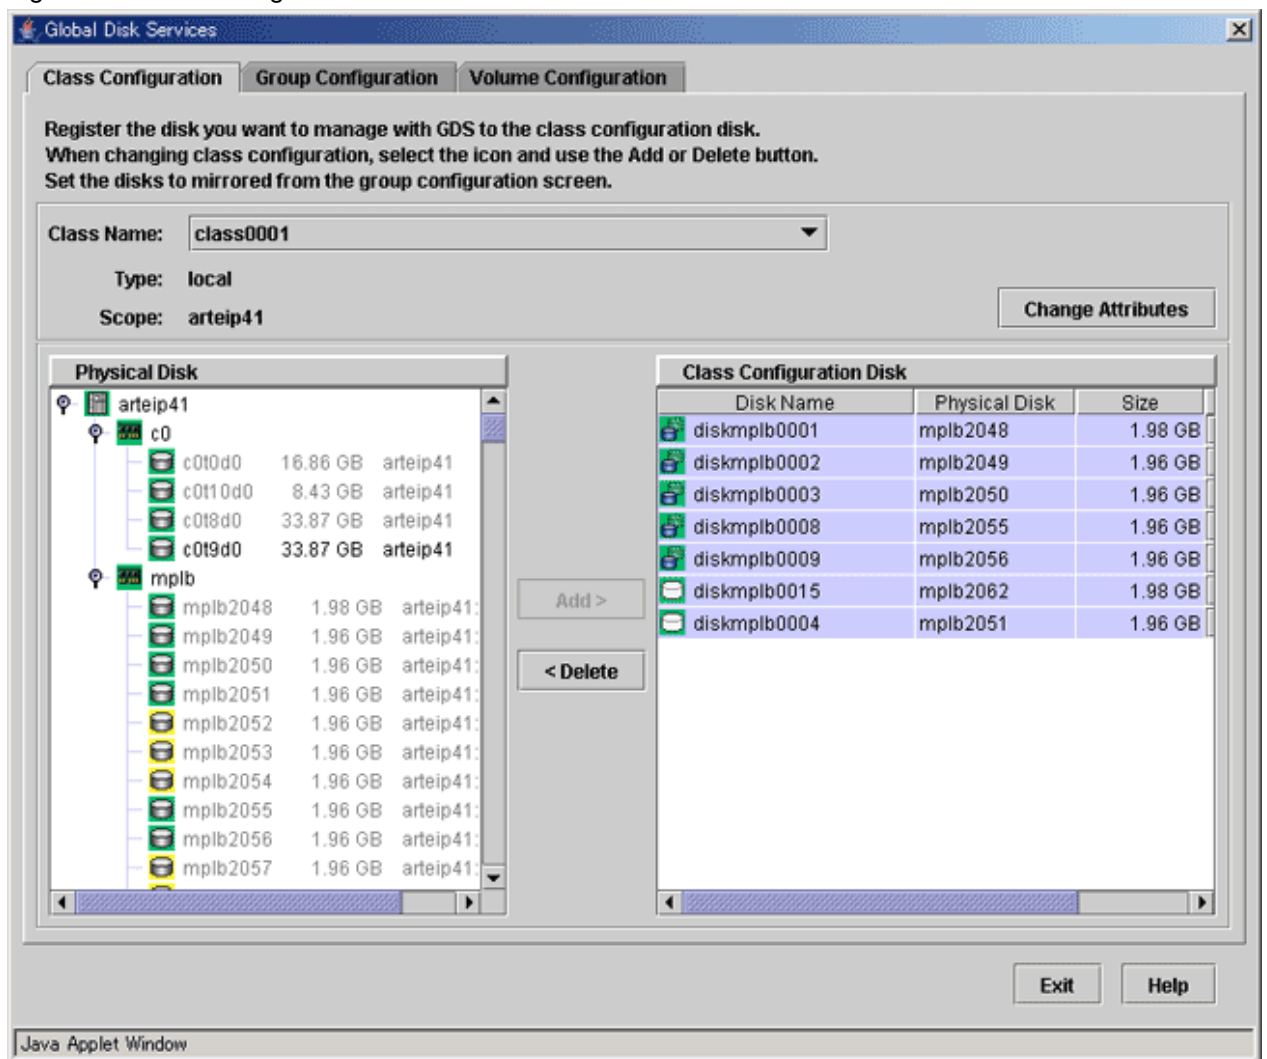 Global Disk Services
Class Configuration Group Configuration Volume Configuration
Register the disk you want to manage with GDS to the class configuration disk.
When changing class configuration, select the icon and use the Add or Delete button.
Set the disks to mirrored from the group configuration screen.
Class Name: class0001
Type: local
Scope: arteip41
Change Attributes
Physical Disk
arteip41
c0
c0t0d0 16.86 GB arteip41
c0t10d0 8.43 GB arteip41
c0t8d0 33.87 GB arteip41
c0t9d0 33.87 GB arteip41
mplb
mplb2048 1.98 GB arteip41:
mplb2049 1.96 GB arteip41:
mplb2050 1.96 GB arteip41:
mplb2051 1.96 GB arteip41:
mplb2052 1.96 GB arteip41:
mplb2053 1.96 GB arteip41:
mplb2054 1.96 GB arteip41:
mplb2055 1.96 GB arteip41:
mplb2056 1.96 GB arteip41:
mplb2057 1.96 GB arteip41:
Add >
< Delete
Class Configuration Disk
Disk Name Physical Disk Size
diskmplb0001 mplb2048 1.98 GB
diskmplb0002 mplb2049 1.96 GB
diskmplb0003 mplb2050 1.96 GB
diskmplb0008 mplb2055 1.96 GB
diskmplb0009 mplb2056 1.96 GB
diskmplb0015 mplb2062 1.98 GB
diskmplb0004 mplb2051 1.96 GB
Exit Help
Java Applet Window